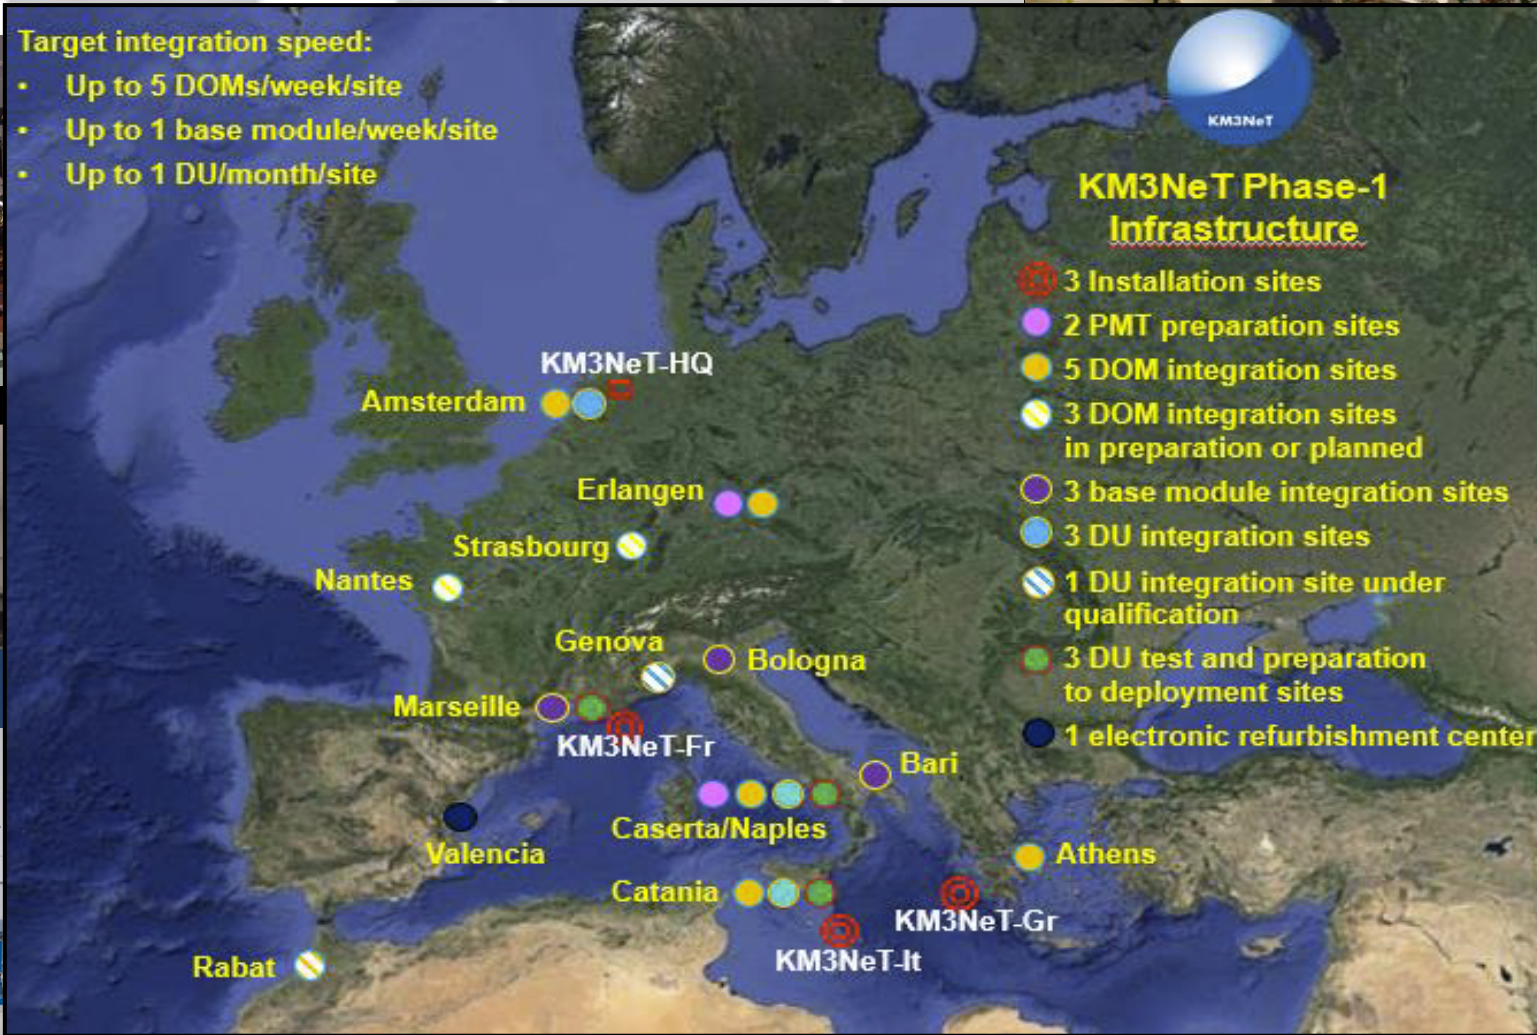 Target integration speed:
• Up to 5 DOMs/week/site
• Up to 1 base module/week/site
• Up to 1 DU/month/site
KM3NeT
KM3NeT Phase-1
Infrastructure
3 Installation sites
2 PMT preparation sites
5 DOM integration sites
3 DOM integration sites
in preparation or planned
3 base module integration sites
3 DU integration sites
1 DU integration site under
qualification
3 DU test and preparation
to deployment sites
1 electronic refurbishment center
KM3NeT-HQ
Amsterdam
Erlangen
Strasbourg
Nantes
Genova
Bologna
Marseille
KM3NeT-Fr
Bari
Caserta/Naples
Valencia
Athens
Catania
KM3NeT-Gr
KM3NeT-It
Rabat